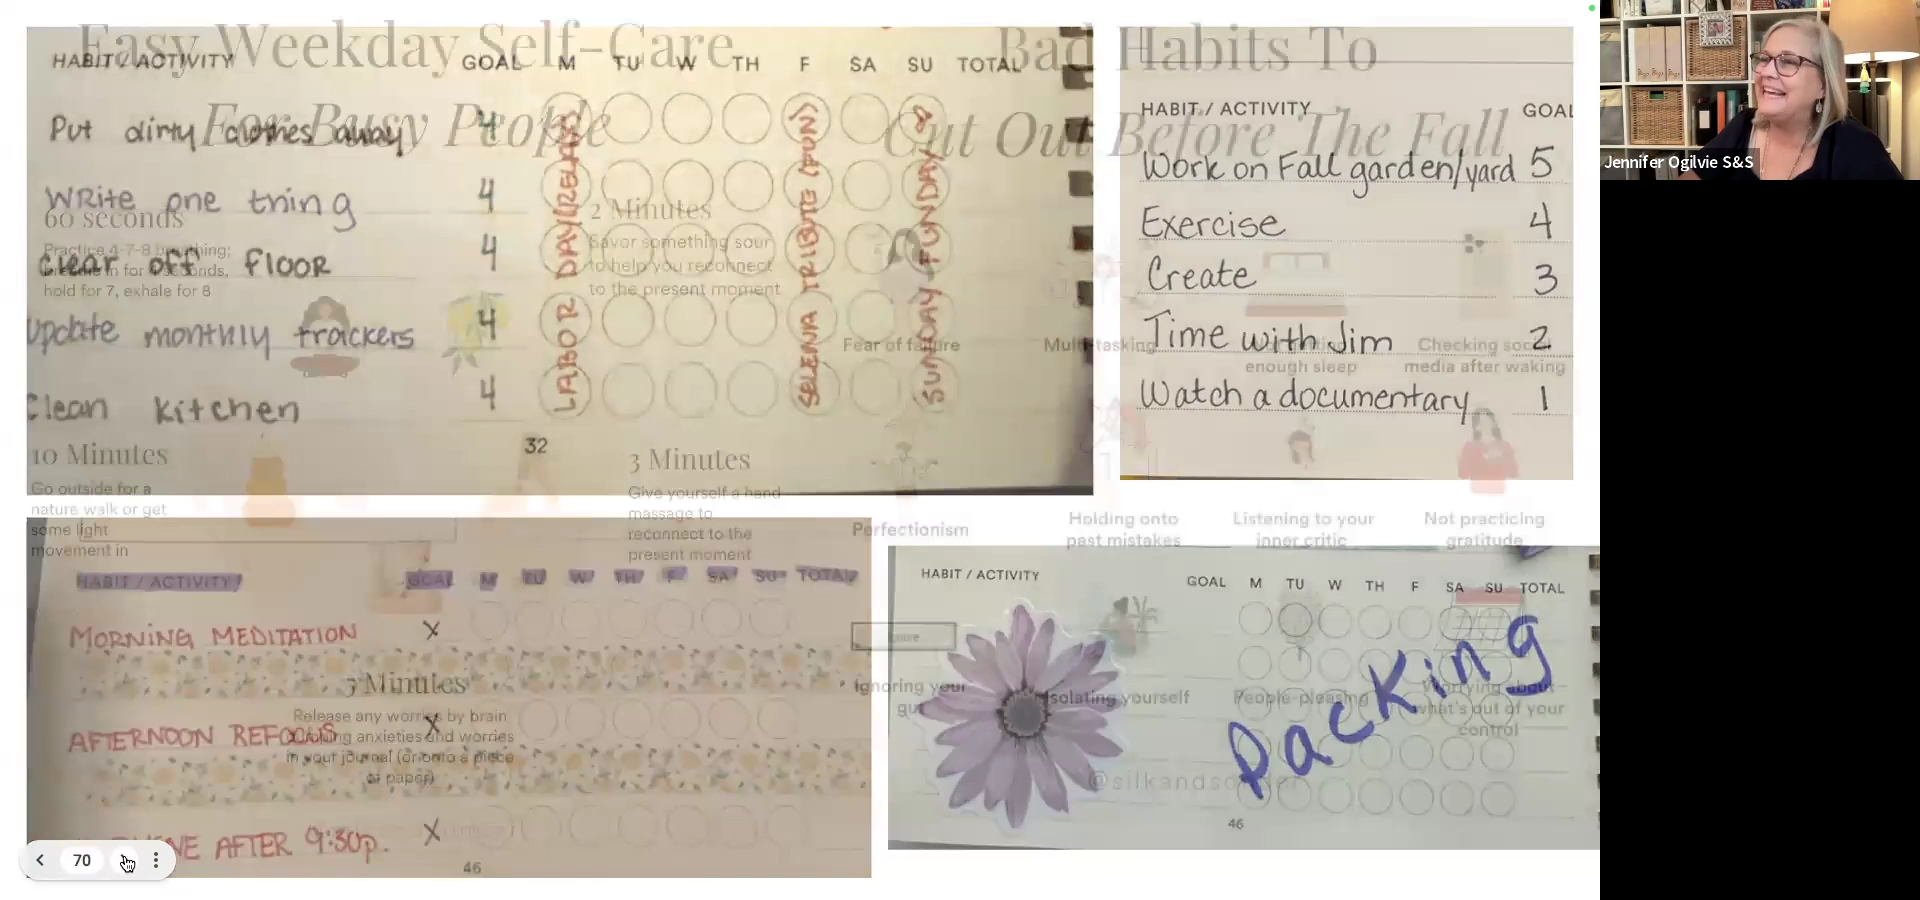 Easy Weekday Self-Care
For Busy People
Bad Habits To
Cut Out Before The Fall
HABIT / ACTIVITY GOAL M TU W TH F SA SU TOTAL
Put dirty clothes away 4
Write one thing 4
Clear off floor 4
Update monthly trackers 4
Clean kitchen 4
LABOR DAY (RELAX)
SELENA TRIBUTE (FUN)
SUNDAY FUNDAY
32
60 seconds
Practice 4-7-8 breathing:
breathe in for 4 seconds,
hold for 7, exhale for 8
2 Minutes
Savor something sour
to help you reconnect
to the present moment
10 Minutes
Go outside for a
nature walk or get
some light
movement in
3 Minutes
Give yourself a hand
massage to
reconnect to the
present moment
HABIT / ACTIVITY GOAL
Work on Fall garden/yard 5
Exercise 4
Create 3
Time with Jim 2
Watch a documentary 1
Fear of failure
Multi-tasking
enough sleep
Checking social
media after waking
Perfectionism
Holding onto
past mistakes
Listening to your
inner critic
Not practicing
gratitude
HABIT / ACTIVITY GOAL M TU W TH F SA SU TOTAL
MORNING MEDITATION X
AFTERNOON REFOCUS X
NE AFTER 9:30p. X
46
5 Minutes
Release any worries by brain
dumping anxieties and worries
in your journal (or onto a piece
of paper)
HABIT / ACTIVITY GOAL M TU W TH F SA SU TOTAL
Packing
46
Ignoring your
Isolating yourself
People-pleasing
Worrying about
what's out of your
control
70
Jennifer Ogilvie S&S